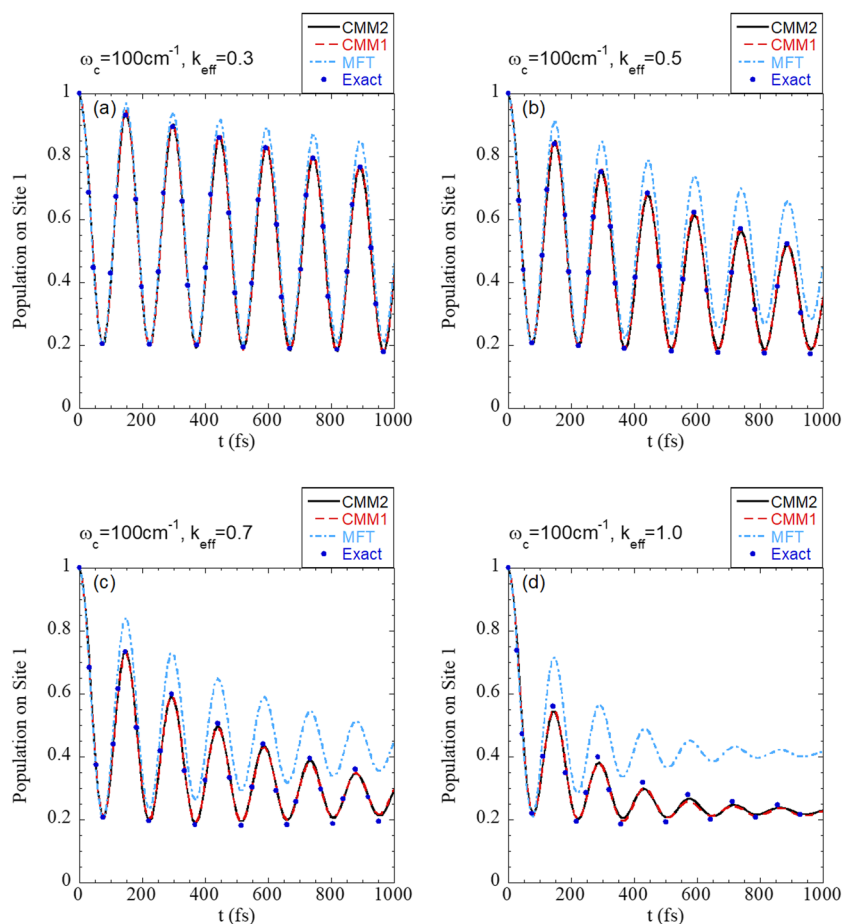 CMM2
CMM1
MFT
Exact
ωc=100cm-1, keff=0.3
(a)
1
0.8
0.6
0.4
0.2
0
Population on Site 1
0 200 400 600 800 1000
t (fs)
CMM2
CMM1
MFT
Exact
ωc=100cm-1, keff=0.5
(b)
1
0.8
0.6
0.4
0.2
0
Population on Site 1
0 200 400 600 800 1000
t (fs)
CMM2
CMM1
MFT
Exact
ωc=100cm-1, keff=0.7
(c)
1
0.8
0.6
0.4
0.2
0
Population on Site 1
0 200 400 600 800 1000
t (fs)
CMM2
CMM1
MFT
Exact
ωc=100cm-1, keff=1.0
(d)
1
0.8
0.6
0.4
0.2
0
Population on Site 1
0 200 400 600 800 1000
t (fs)